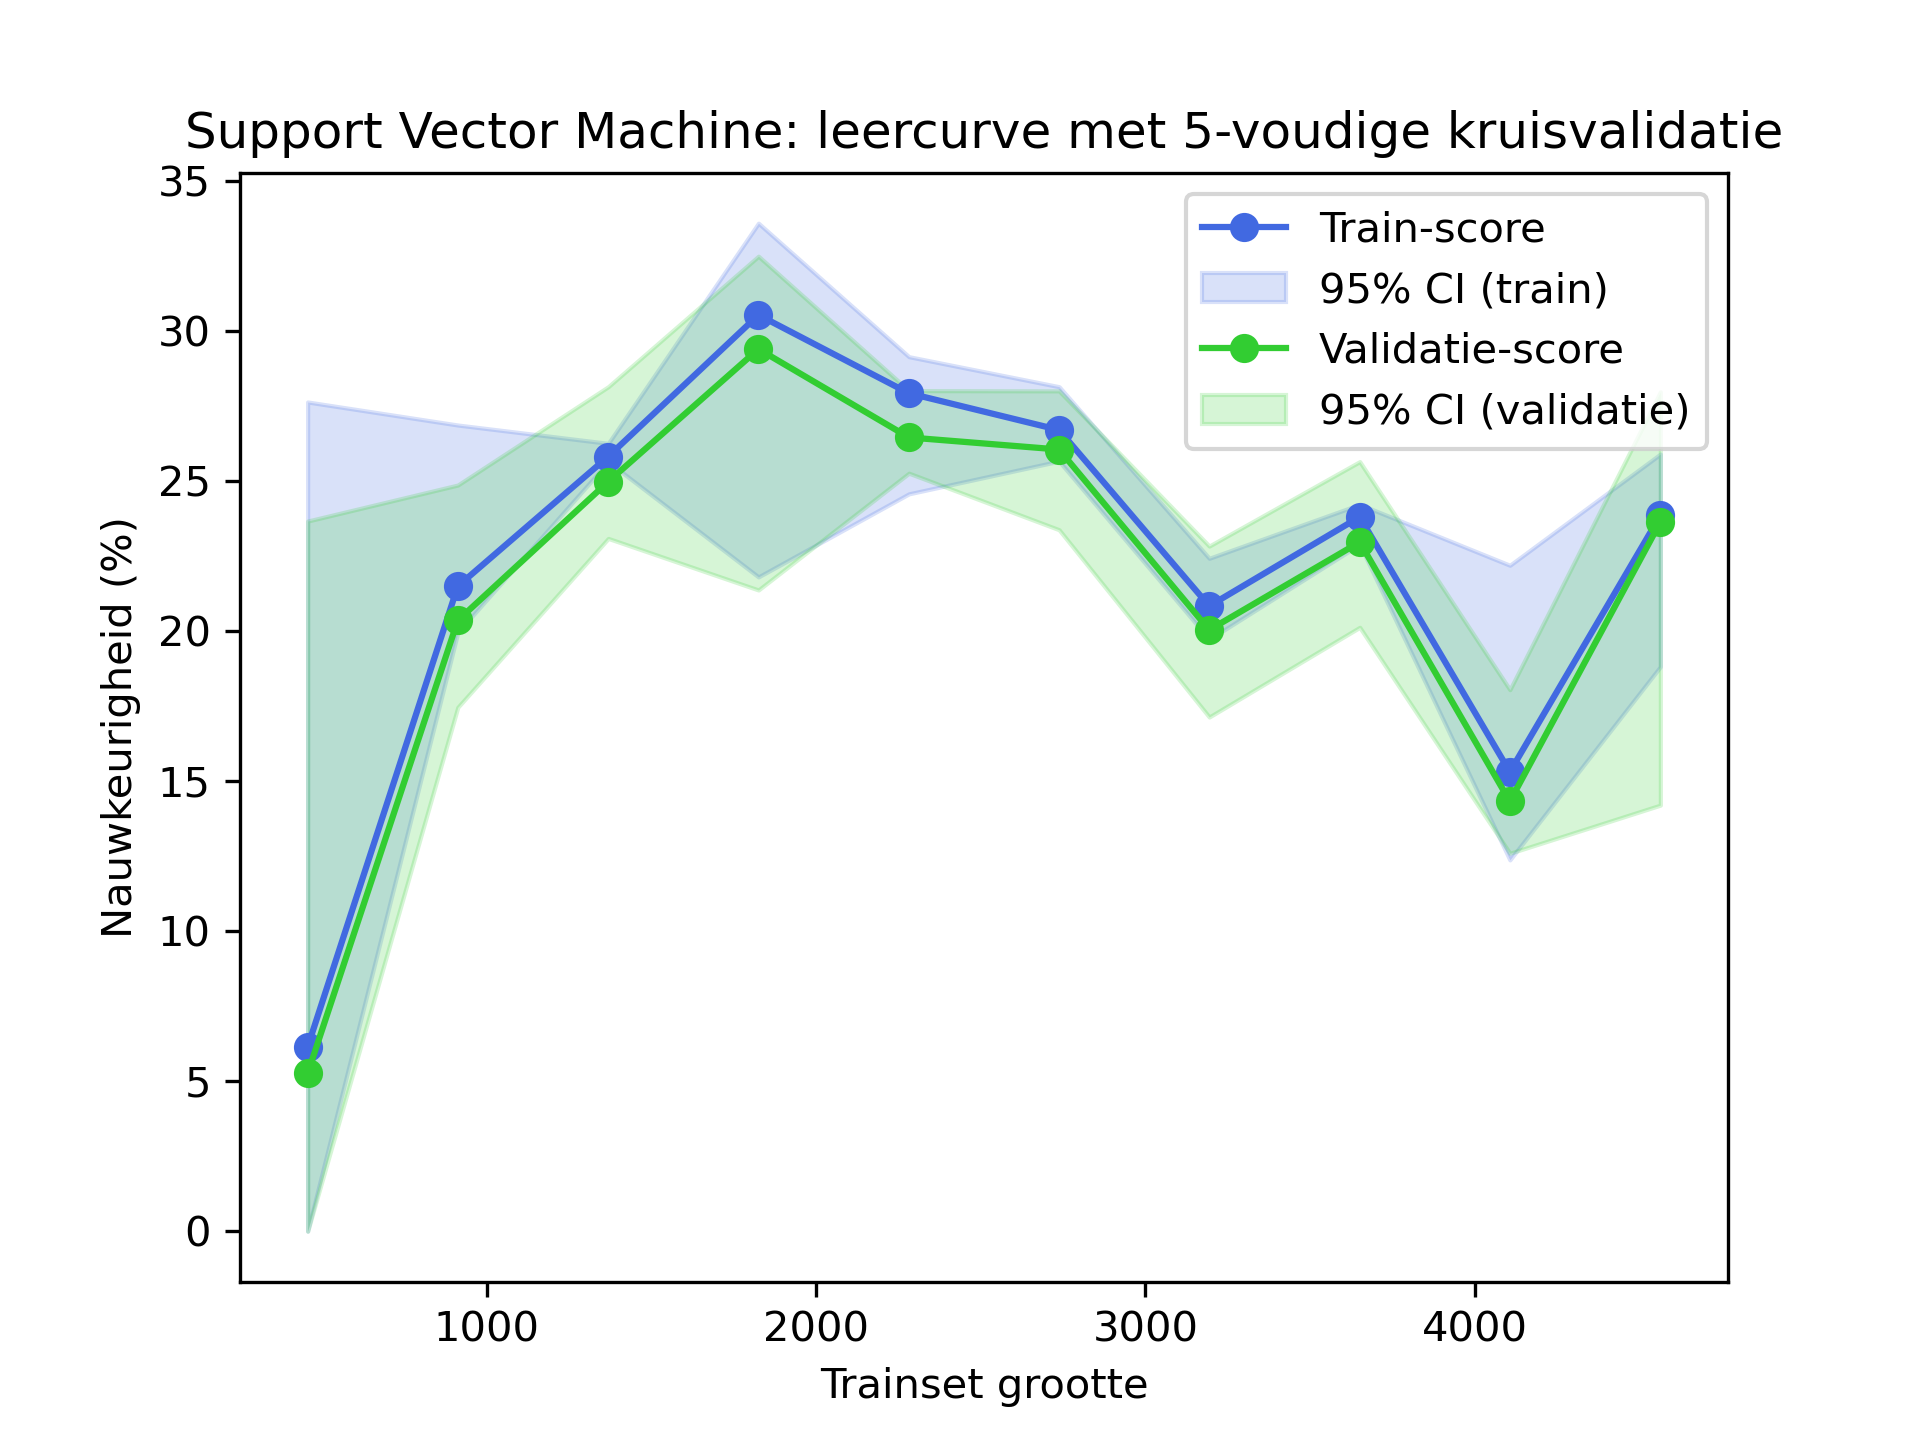 Support Vector Machine: leercurve met 5-voudige kruisvalidatie
Train-score
95% CI (train)
Validatie-score
95% CI (validatie)
Nauwkeurigheid (%)
35
30
25
20
15
10
5
0
1000 2000 3000 4000
Trainset grootte